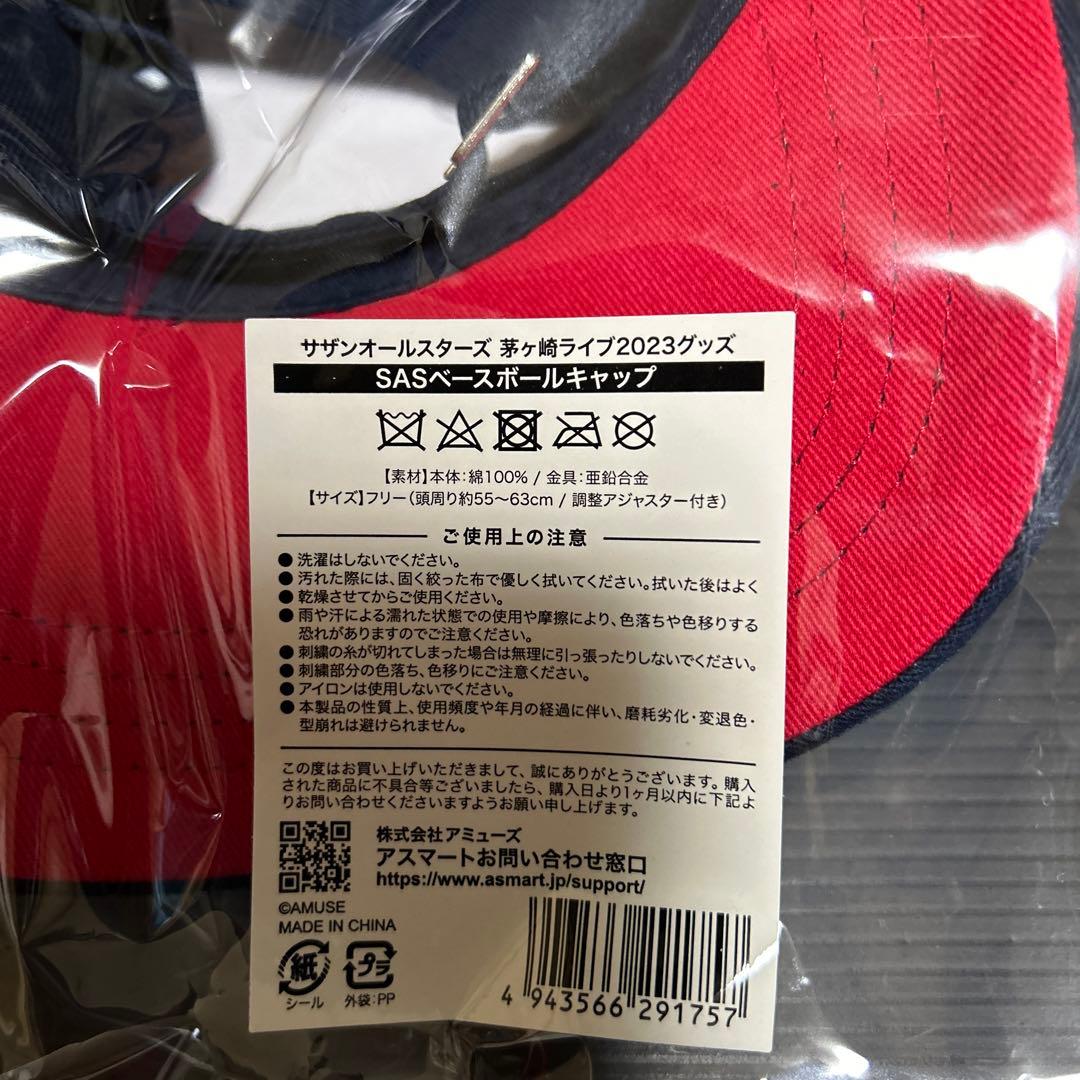 サザンオールスターズ 茅ヶ崎ライブ2023グッズ
SASベースボールキャップ
【素材】本体：綿100% / 金具：亜鉛合金
【サイズ】フリー（頭周り約55～63cm / 調整アジャスター付き）
ご使用上の注意
● 洗濯はしないでください。
● 汚れた際には、固く絞った布で優しく拭いてください。拭いた後はよく
● 乾燥させてからご使用ください。
● 雨や汗による濡れた状態での使用や摩擦により、色落ちや色移りする
恐れがありますのでご注意ください。
● 刺繍の糸が切れてしまった場合は無理に引っ張ったりしないでください。
● 刺繍部分の色落ち、色移りにご注意ください。
● アイロンは使用しないでください。
● 本製品の性質上、使用頻度や年月の経過に伴い、磨耗劣化・変退色・
型崩れは避けられません。
この度はお買い上げいただきまして、誠にありがとうございます。購入
された商品に不具合等ございましたら、購入日より1ヶ月以内に下記よ
りお問い合わせくださいますようお願い申し上げます。
株式会社アミューズ
アスマートお問い合わせ窓口
https://www.asmart.jp/support/
©AMUSE
MADE IN CHINA
紙
シール
プラ
外袋：PP
4 943566 291757